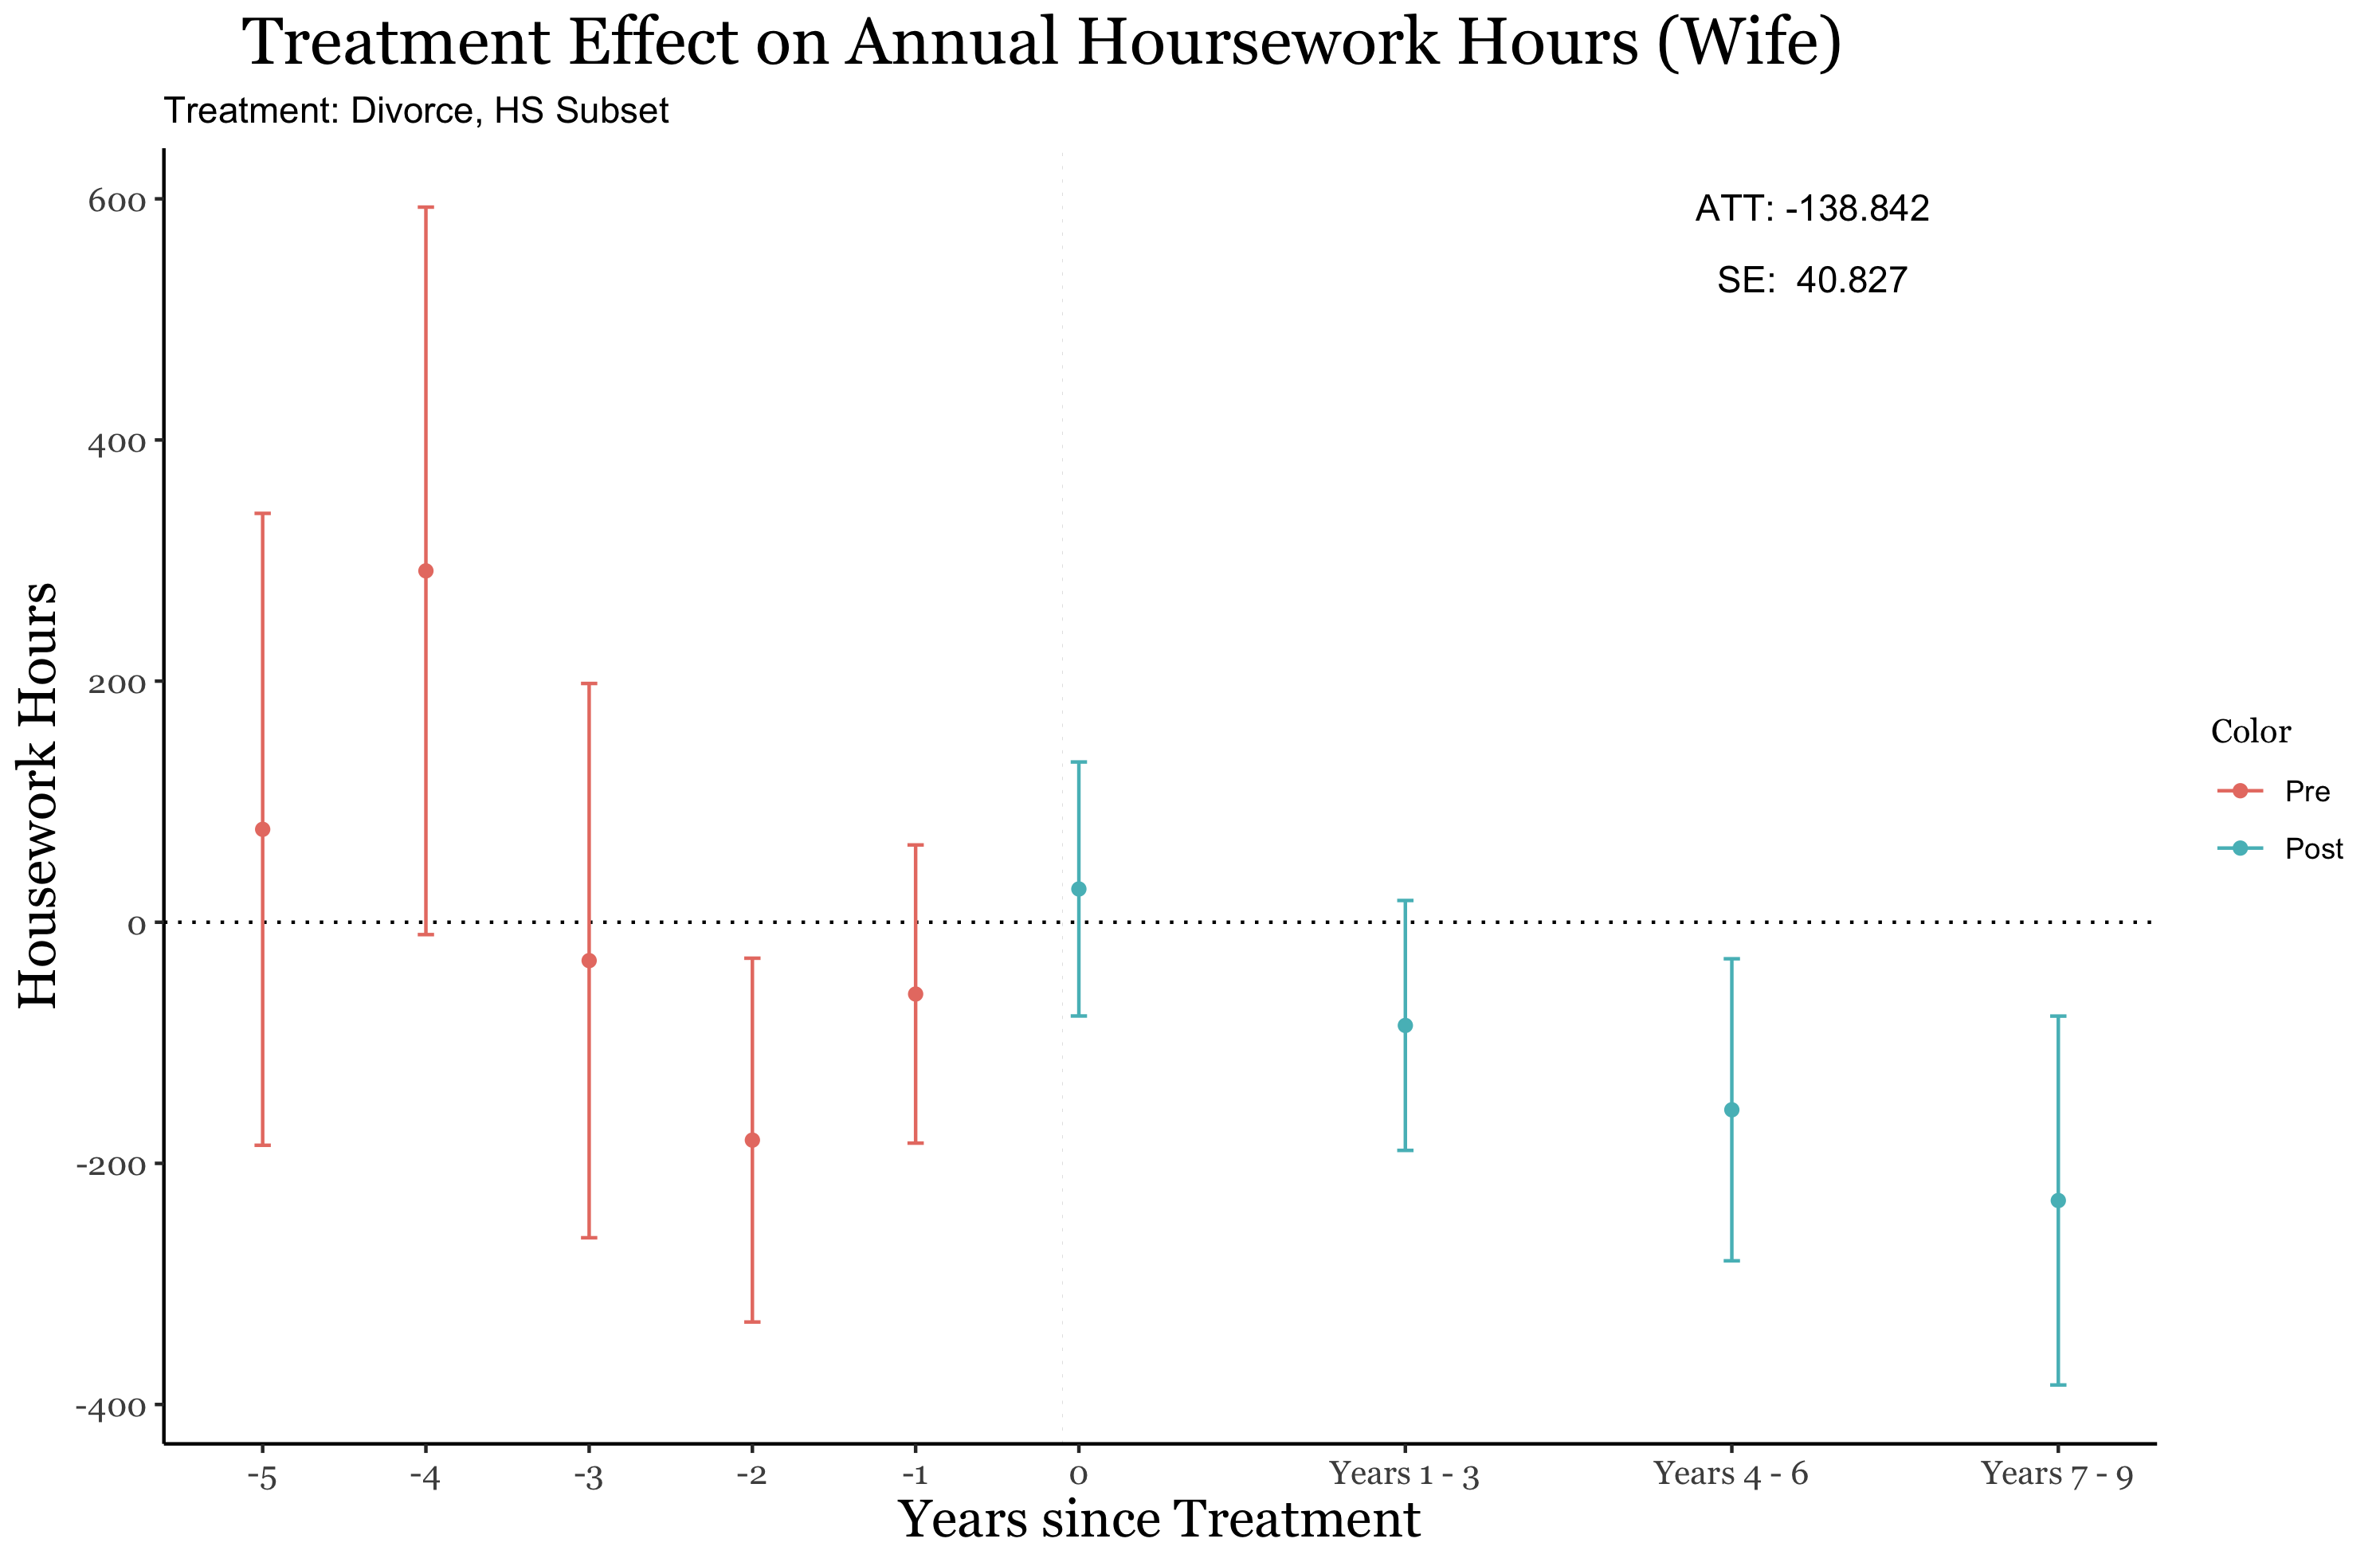 Treatment Effect on Annual Hoursework Hours (Wife)
Treatment: Divorce, HS Subset
ATT: -138.842
SE: 40.827
600
400
200
0
-200
-400
Housework Hours
-5 -4 -3 -2 -1 0 Years 1 - 3 Years 4 - 6 Years 7 - 9
Years since Treatment
Color
Pre
Post